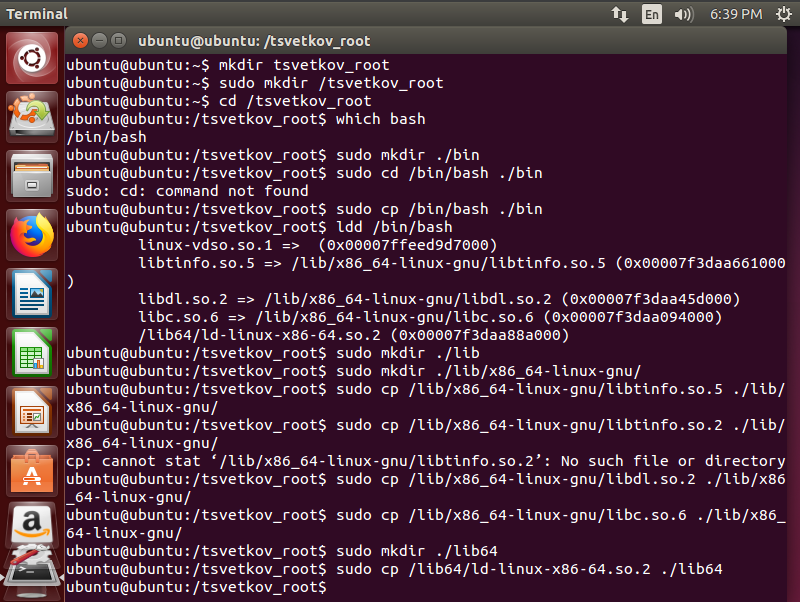 Terminal
En
6:39 PM
ubuntu@ubuntu: /tsvetkov_root
ubuntu@ubuntu:~$ mkdir tsvetkov_root
ubuntu@ubuntu:~$ sudo mkdir /tsvetkov_root
ubuntu@ubuntu:~$ cd /tsvetkov_root
ubuntu@ubuntu:/tsvetkov_root$ which bash
/bin/bash
ubuntu@ubuntu:/tsvetkov_root$ sudo mkdir ./bin
ubuntu@ubuntu:/tsvetkov_root$ sudo cd /bin/bash ./bin
sudo: cd: command not found
ubuntu@ubuntu:/tsvetkov_root$ sudo cp /bin/bash ./bin
ubuntu@ubuntu:/tsvetkov_root$ ldd /bin/bash
linux-vdso.so.1 =>  (0x00007ffeed9d7000)
libtinfo.so.5 => /lib/x86_64-linux-gnu/libtinfo.so.5 (0x00007f3daa661000
)
libdl.so.2 => /lib/x86_64-linux-gnu/libdl.so.2 (0x00007f3daa45d000)
libc.so.6 => /lib/x86_64-linux-gnu/libc.so.6 (0x00007f3daa094000)
/lib64/ld-linux-x86-64.so.2 (0x00007f3daa88a000)
ubuntu@ubuntu:/tsvetkov_root$ sudo mkdir ./lib
ubuntu@ubuntu:/tsvetkov_root$ sudo mkdir ./lib/x86_64-linux-gnu/
ubuntu@ubuntu:/tsvetkov_root$ sudo cp /lib/x86_64-linux-gnu/libtinfo.so.5 ./lib/
x86_64-linux-gnu/
ubuntu@ubuntu:/tsvetkov_root$ sudo cp /lib/x86_64-linux-gnu/libtinfo.so.2 ./lib/
x86_64-linux-gnu/
cp: cannot stat ‘/lib/x86_64-linux-gnu/libtinfo.so.2’: No such file or directory
ubuntu@ubuntu:/tsvetkov_root$ sudo cp /lib/x86_64-linux-gnu/libdl.so.2 ./lib/x86
_64-linux-gnu/
ubuntu@ubuntu:/tsvetkov_root$ sudo cp /lib/x86_64-linux-gnu/libc.so.6 ./lib/x86_
64-linux-gnu/
ubuntu@ubuntu:/tsvetkov_root$ sudo mkdir ./lib64
ubuntu@ubuntu:/tsvetkov_root$ sudo cp /lib64/ld-linux-x86-64.so.2 ./lib64
ubuntu@ubuntu:/tsvetkov_root$